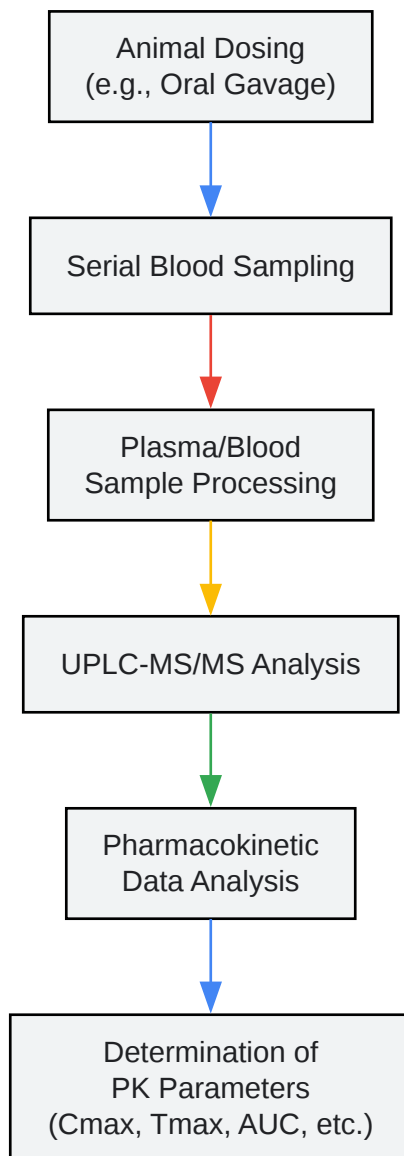 Animal Dosing
(e.g., Oral Gavage)
Serial Blood Sampling
Plasma/Blood
Sample Processing
UPLC-MS/MS Analysis
Pharmacokinetic
Data Analysis
Determination of
PK Parameters
(Cmax, Tmax, AUC, etc.)